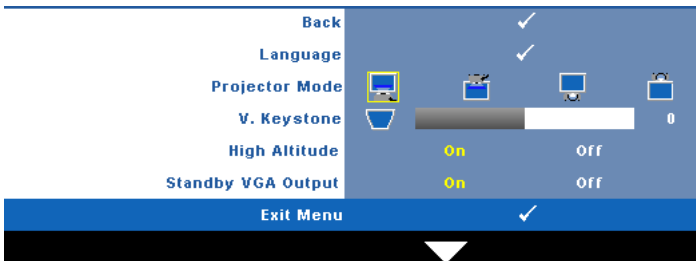 Back
Language
Projector Mode
V. Keystone 0
High Altitude On Off
Standby VGA Output On Off
Exit Menu